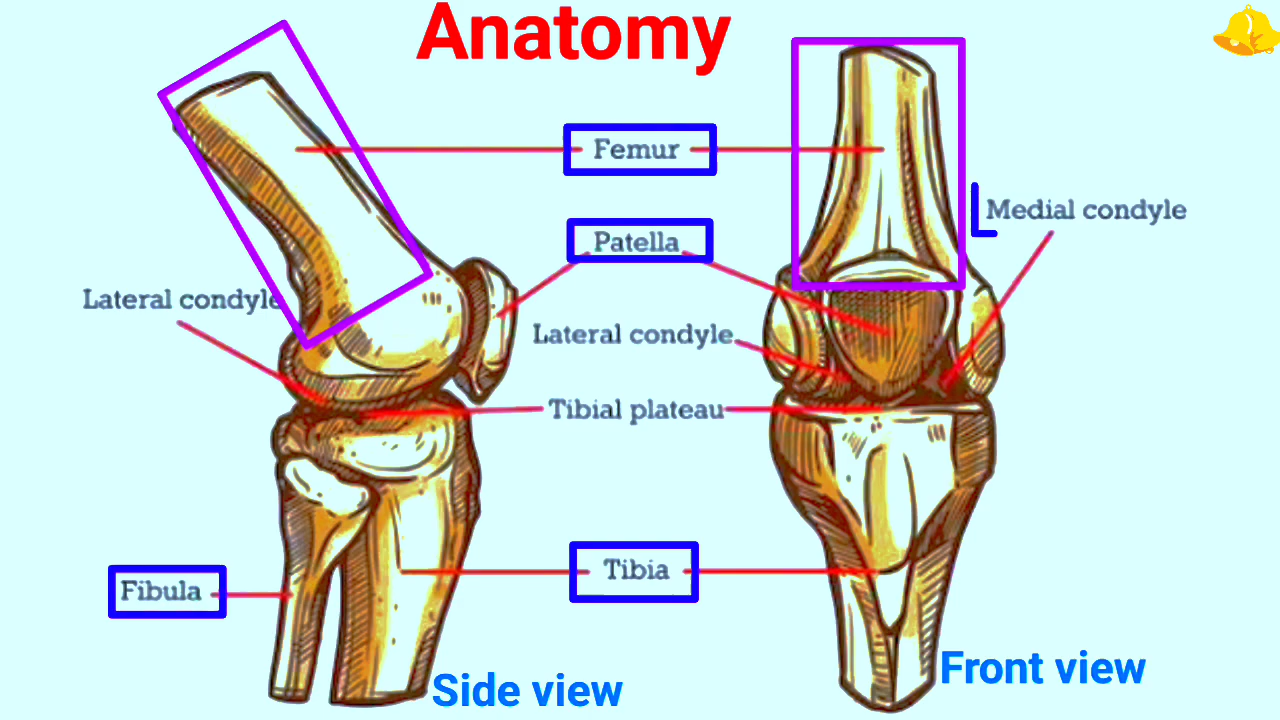 Anatomy
Femur
Medial condyle
Patella
Lateral condyle
Lateral condyle
Tibial plateau
Tibia
Fibula
Front view
Side view